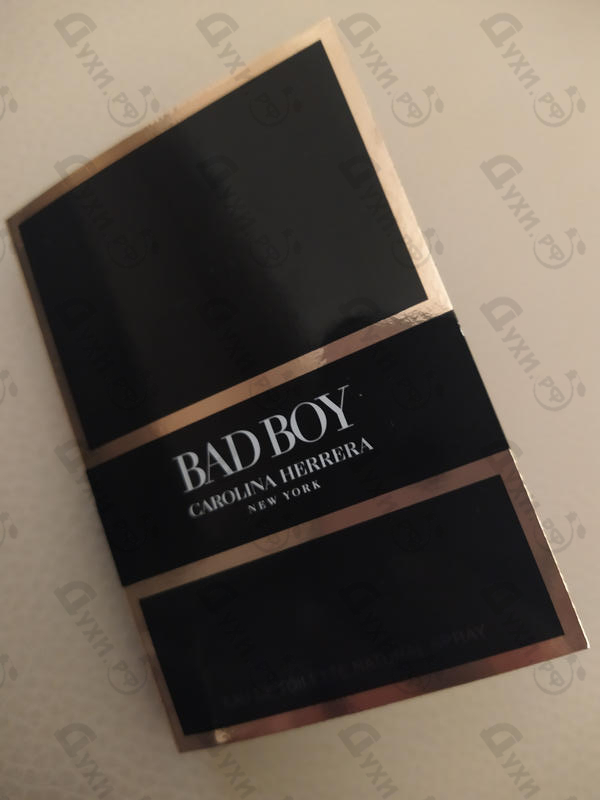 BAD BOY
CAROLINA HERRERA
NEW YORK
EAU DE TOILETTE NATURAL SPRAY
Духи.рф